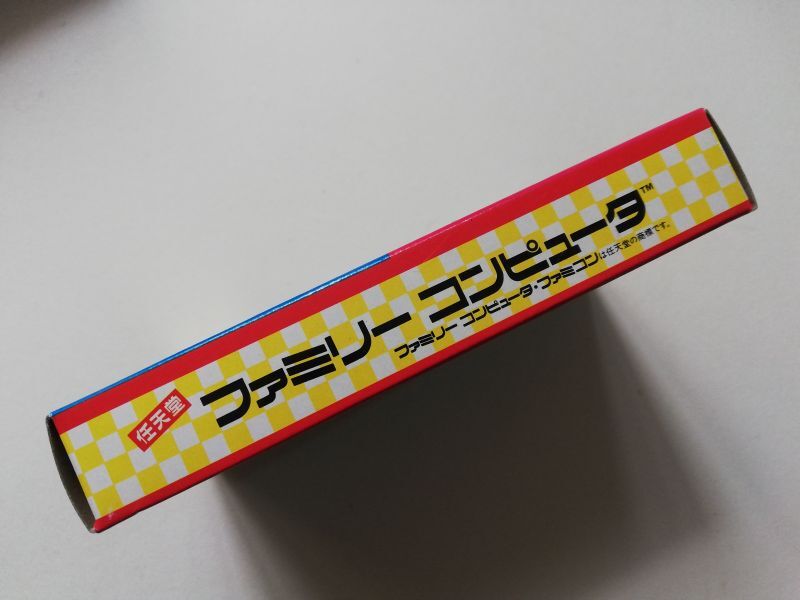 任天堂
ファミリー コンピュータ™
ファミリー コンピュータ・ファミコンは任天堂の商標です。